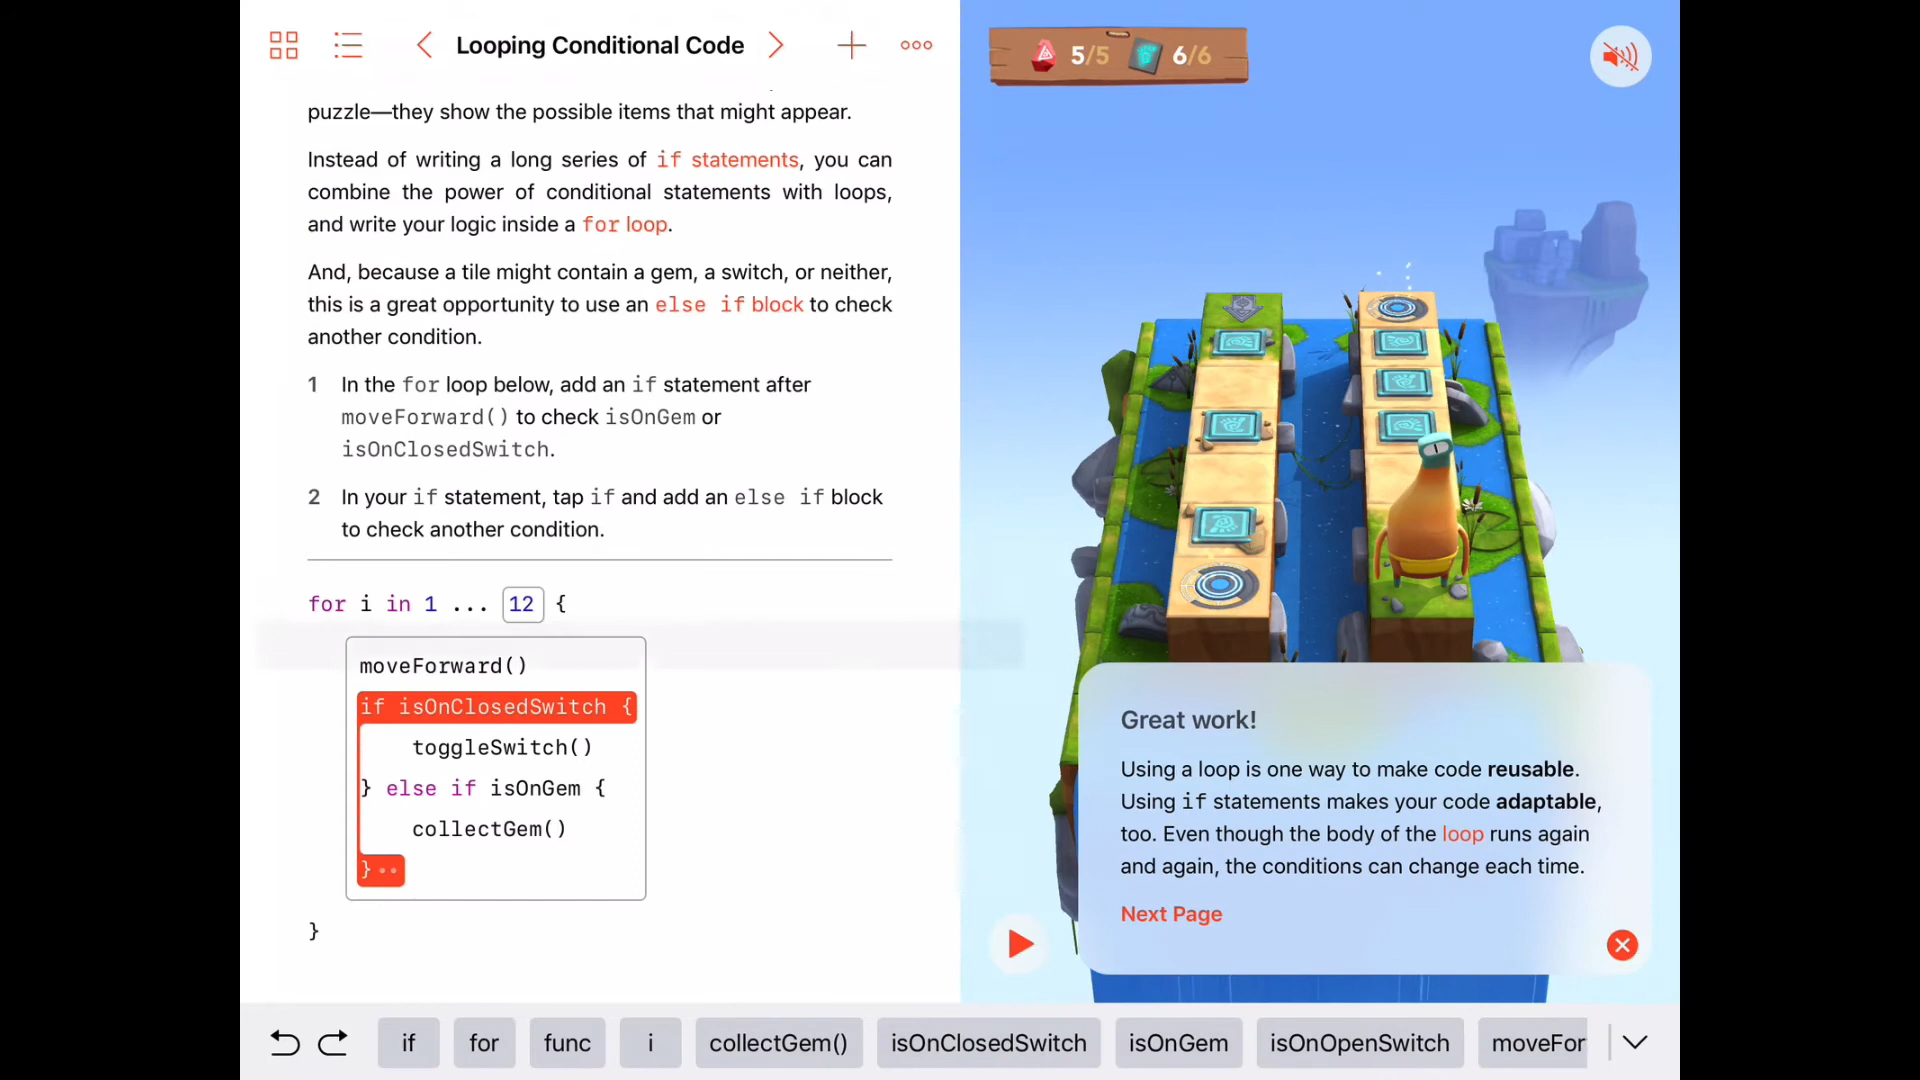 Looping Conditional Code
puzzle—they show the possible items that might appear.
Instead of writing a long series of if statements, you can
combine the power of conditional statements with loops,
and write your logic inside a for loop.
And, because a tile might contain a gem, a switch, or neither,
this is a great opportunity to use an else if block to check
another condition.
1 In the for loop below, add an if statement after
moveForward() to check isOnGem or
isOnClosedSwitch.
2 In your if statement, tap if and add an else if block
to check another condition.
for i in 1 ... 12 {
moveForward()
if isOnClosedSwitch {
toggleSwitch()
} else if isOnGem {
collectGem()
}
}
5/5 6/6
Great work!
Using a loop is one way to make code reusable.
Using if statements makes your code adaptable,
too. Even though the body of the loop runs again
and again, the conditions can change each time.
Next Page
if for func i collectGem() isOnClosedSwitch isOnGem isOnOpenSwitch moveFor